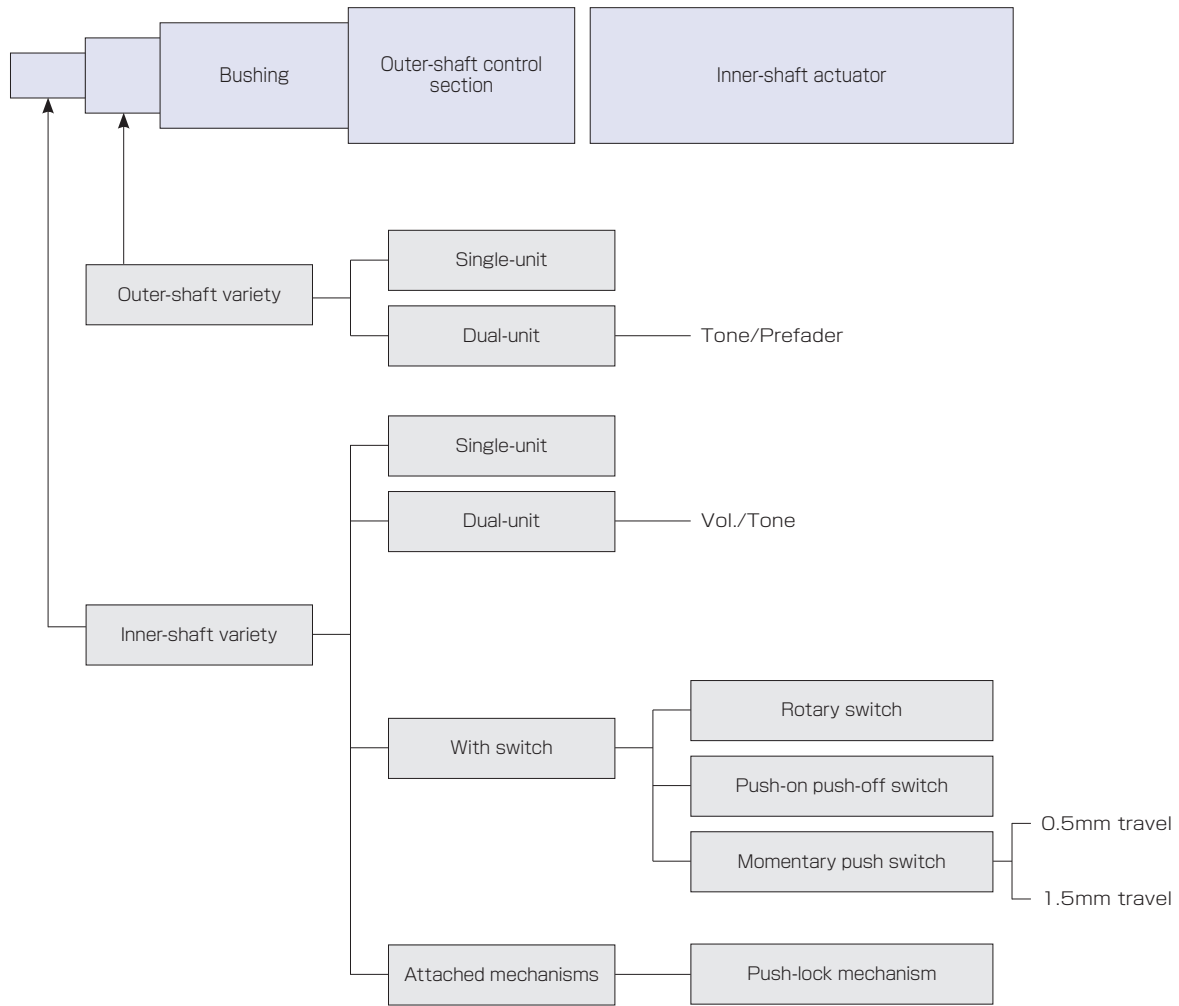 Bushing
Outer-shaft control
section
Inner-shaft actuator
Outer-shaft variety
Single-unit
Dual-unit
Tone/Prefader
Inner-shaft variety
Single-unit
Dual-unit
Vol./Tone
With switch
Rotary switch
Push-on push-off switch
Momentary push switch
0.5mm travel
1.5mm travel
Attached mechanisms
Push-lock mechanism